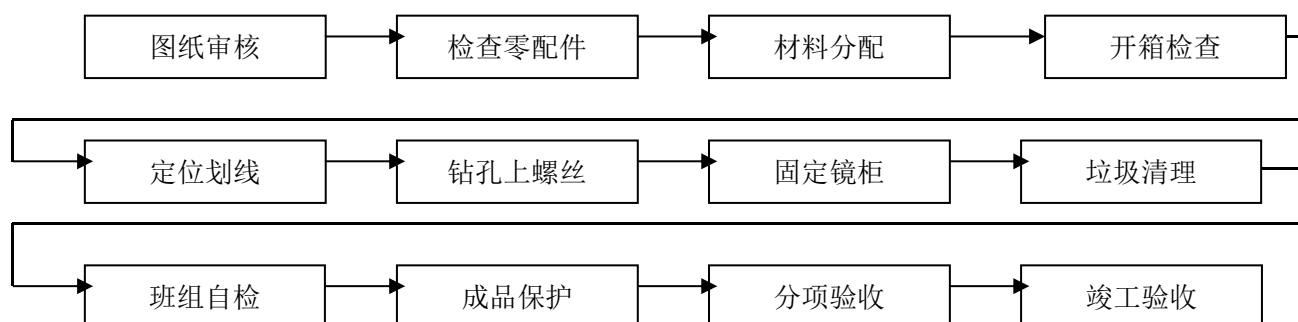 图纸审核 检查零配件 材料分配 开箱检查
定位划线 钻孔上螺丝 固定镜柜 垃圾清理
班组自检 成品保护 分项验收 竣工验收